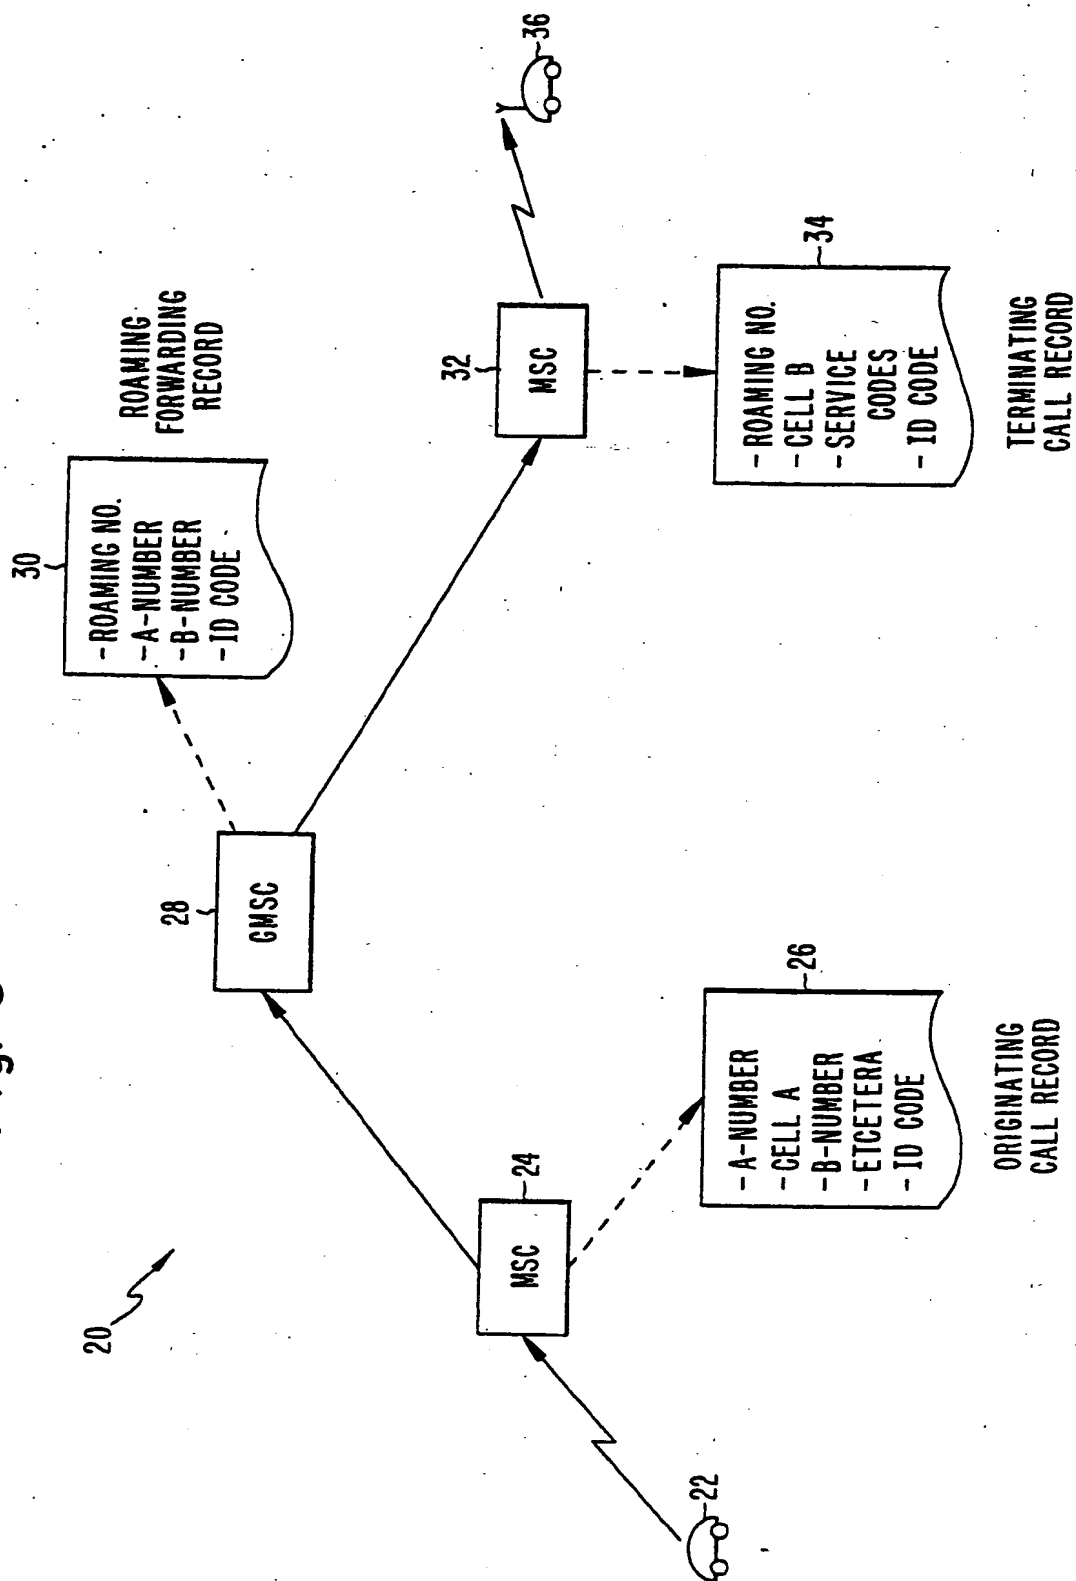 20
22
MSC
24
- A-NUMBER
- CELL A
- B-NUMBER
- ETCETERA
- ID CODE
26
ORIGINATING
CALL RECORD
GMSC
28
30
-ROAMING NO.
- A-NUMBER
- B-NUMBER
- ID CODE
ROAMING
FORWARDING
RECORD
32
MSC
- ROAMING NO.
- CELL B
- SERVICE
CODES
- ID CODE
34
TERMINATING
CALL RECORD
36